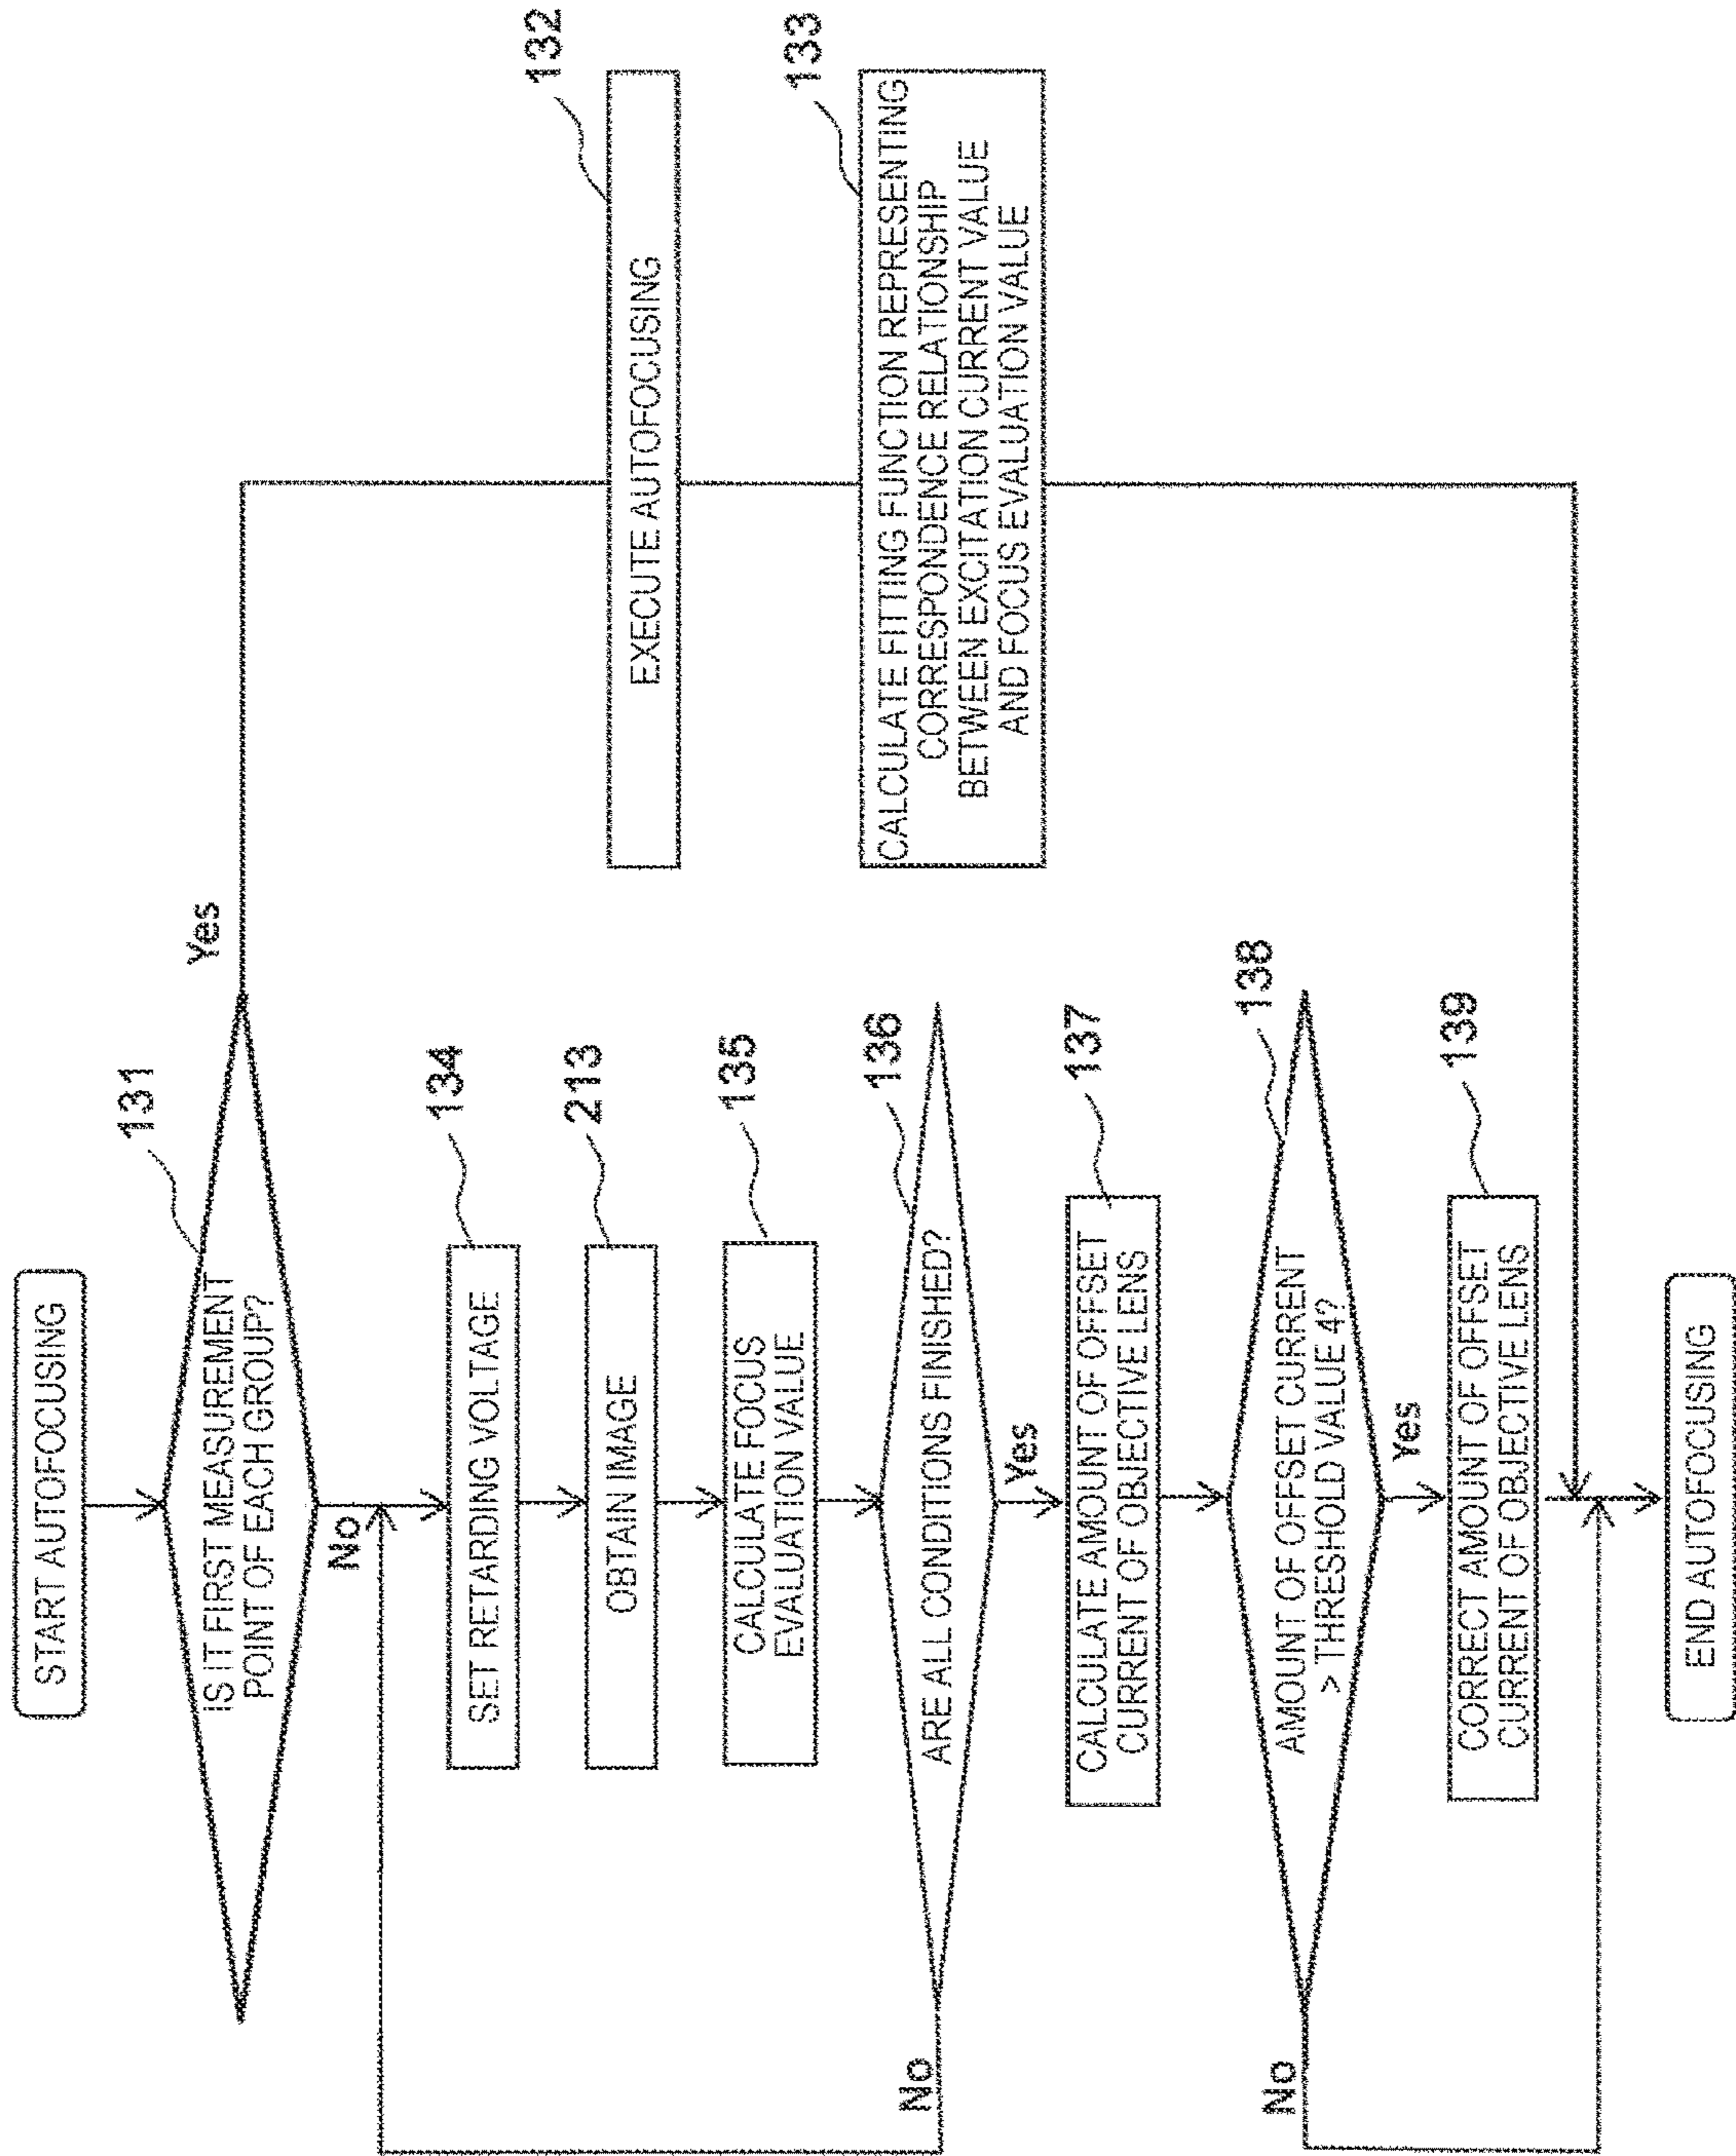 START AUTOFOCUSING
131
IS IT FIRST MEASUREMENT
POINT OF EACH GROUP?
Yes
No
132
EXECUTE AUTOFOCUSING
133
CALCULATE FITTING FUNCTION REPRESENTING
CORRESPONDENCE RELATIONSHIP
BETWEEN EXCITATION CURRENT VALUE
AND FOCUS EVALUATION VALUE
134
SET RETARDING VOLTAGE
213
OBTAIN IMAGE
135
CALCULATE FOCUS
EVALUATION VALUE
136
ARE ALL CONDITIONS FINISHED?
No
Yes
137
CALCULATE AMOUNT OF OFFSET
CURRENT OF OBJECTIVE LENS
138
AMOUNT OF OFFSET CURRENT
> THRESHOLD VALUE 4?
No
Yes
139
CORRECT AMOUNT OF OFFSET
CURRENT OF OBJECTIVE LENS
END AUTOFOCUSING